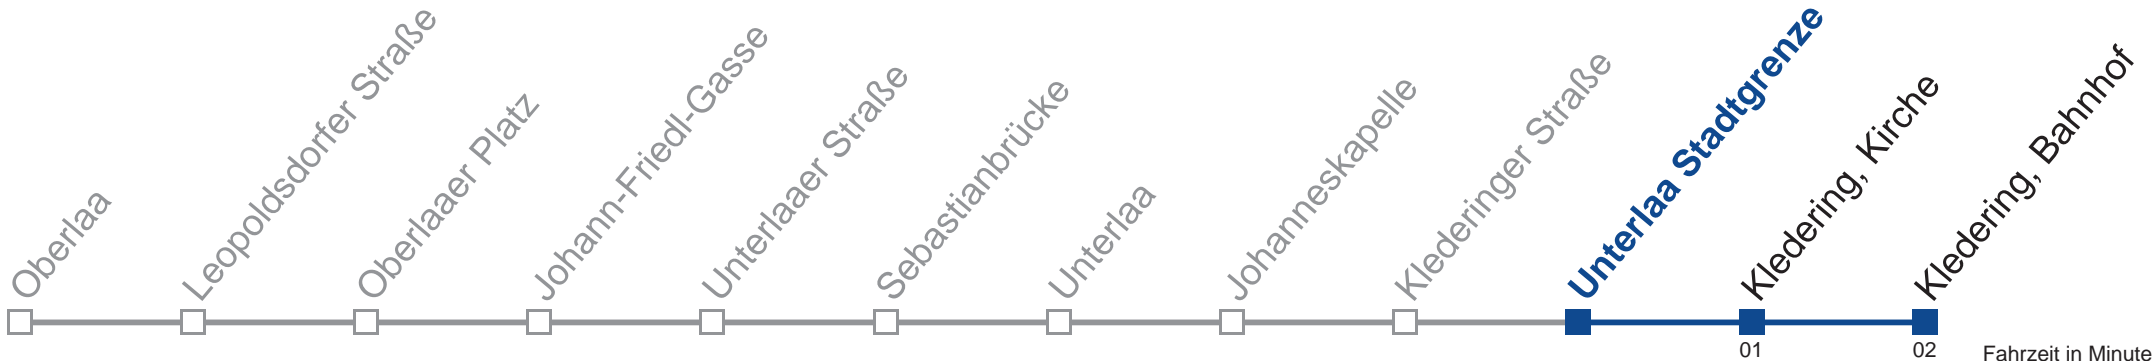 Oberlaa
Leopoldsdorfer Straße
Oberlaaer Platz
Johann-Friedl-Gasse
Unterlaaer Straße
Sebastianbrücke
Unterlaa
Johanneskapelle
Klederinger Straße
Unterlaa Stadtgrenze
Kledering, Kirche
Kledering, Bahnhof
01
02
Fahrzeit in Minute